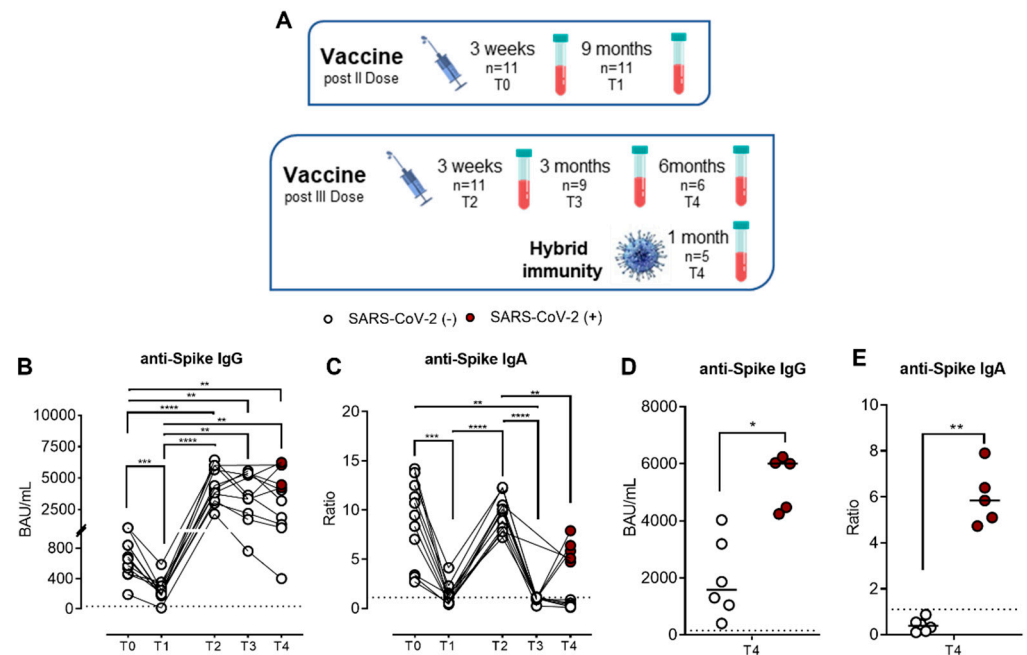 A
Vaccine
post II Dose
3 weeks
n=11
T0
9 months
n=11
T1
Vaccine
post III Dose
3 weeks
n=11
T2
3 months
n=9
T3
6months
n=6
T4
Hybrid
immunity
1 month
n=5
T4
SARS-CoV-2 (-)
SARS-CoV-2 (+)
B
anti-Spike IgG
BAU/mL
10000
7500
5000
2500
800
400
0
**
**
****
**
**
****
***
T0 T1 T2 T3 T4
C
anti-Spike IgA
Ratio
20
15
10
5
0
**
**
****
****
***
T0 T1 T2 T3 T4
D
anti-Spike IgG
BAU/mL
8000
6000
4000
2000
0
*
T4
E
anti-Spike IgA
Ratio
10
8
6
4
2
0
**
T4